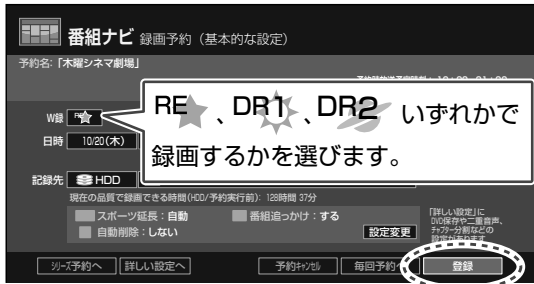 番組ナビ 録画予約(基本的な設定)
予約名:「木曜シネマ劇場」
W録 RE
RE 、DR1 、DR2 いずれかで
録画するかを選びます。
日時 10/20(木)
記録先 HDD
現在の品質で録画できる時間(HDD/予約実行前): 128時間 37分
スポーツ延長:自動 番組追っかけ:する
自動削除:しない 設定変更
「詳しい設定」に
DVD保存や二重音声、
チャプター分割などの
設定があります
シリーズ予約へ 詳しい設定へ 予約キャンセル 毎回予約へ 登録